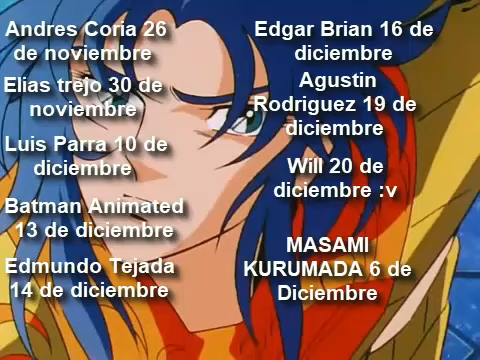 Andres Coria 26
de noviembre
Elias trejo 30 de
noviembre
Luis Parra 10 de
diciembre
Batman Animated
13 de diciembre
Edmundo Tejada
14 de diciembre
Edgar Brian 16 de
diciembre
Agustin
Rodriguez 19 de
diciembre
Will 20 de
diciembre :v
MASAMI
KURUMADA 6 de
Diciembre